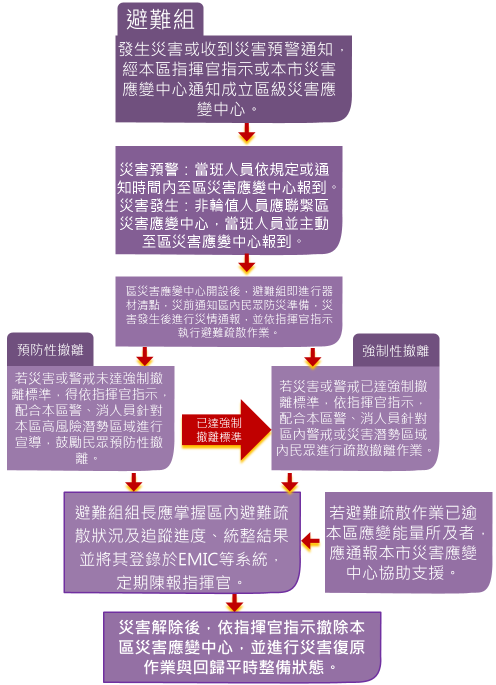 避難組
發生災害或收到災害預警通知，
經本區指揮官指示或本市災害
應變中心通知成立區級災害應
變中心。
災害預警：當班人員依規定或通
知時間內至區災害應變中心報到。
災害發生：非輪值人員應聯繫區
災害應變中心，當班人員並主動
至區災害應變中心報到。
區災害應變中心開設後，避難組即進行器
材清點，災前通知區內民眾防災準備，災
害發生後進行災情通報，並依指揮官指示
執行避難疏散作業。
預防性撤離
若災害或警戒未達強制撤
離標準，得依指揮官指示，
配合本區警、消人員針對
本區高風險潛勢區域進行
宣導，鼓勵民眾預防性撤
離。
已達強制
撤離標準
強制性撤離
若災害或警戒已達強制撤
離標準，依指揮官指示，
配合本區警、消人員針對
區內警戒或災害潛勢區域
內民眾進行疏散撤離作業。
避難組組長應掌握區內避難疏
散狀況及追蹤進度、統整結果
並將其登錄於EMIC等系統，
定期陳報指揮官。
若避難疏散作業已逾
本區應變能量所及者，
應通報本市災害應變
中心協助支援。
災害解除後，依指揮官指示撤除本
區災害應變中心，並進行災害復原
作業與回歸平時整備狀態。